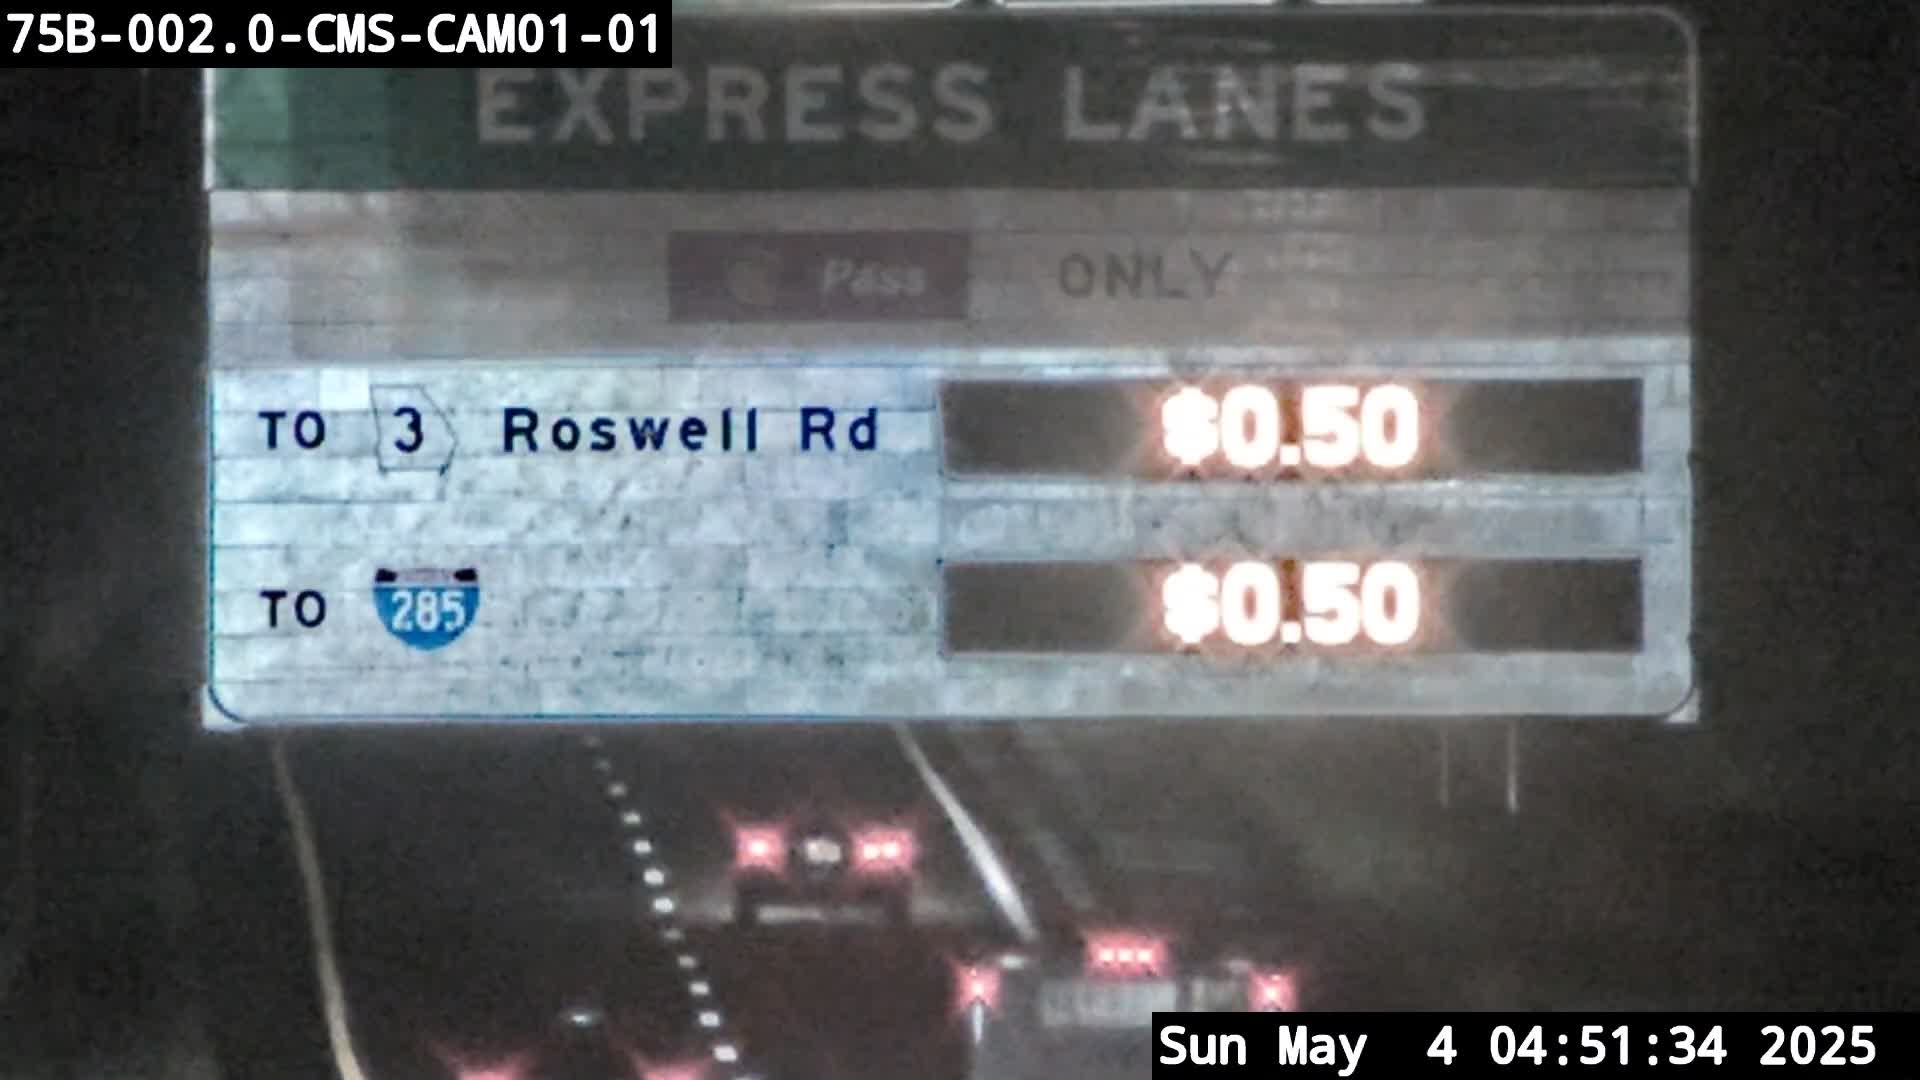 75B-002.0-CMS-CAM01-01
EXPRESS LANES
Pass ONLY
TO 3 Roswell Rd $0.50
TO 285 $0.50
Sun May 4 04:51:34 2025